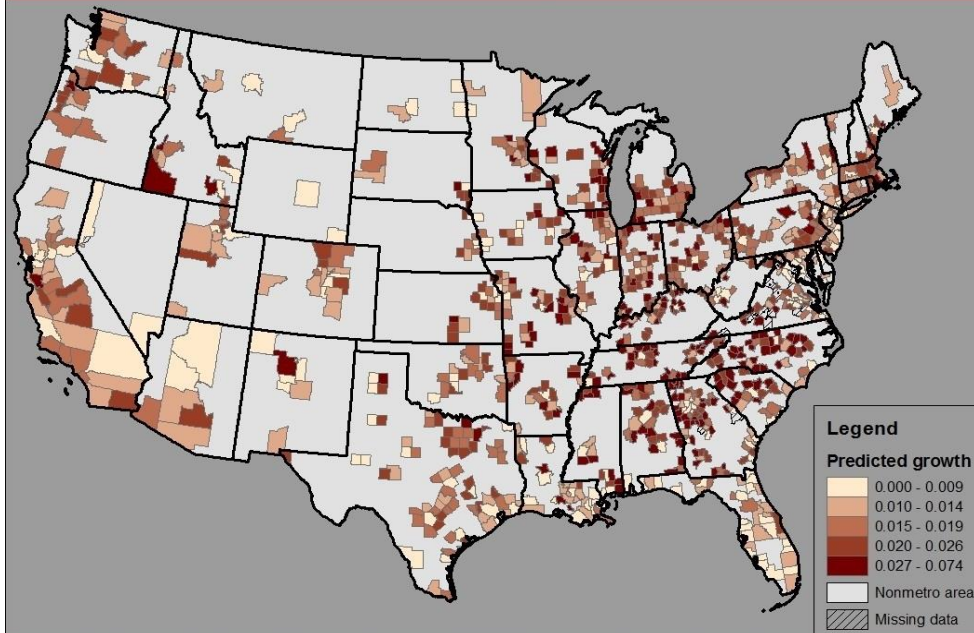 Legend
Predicted growth
0.000 - 0.009
0.010 - 0.014
0.015 - 0.019
0.020 - 0.026
0.027 - 0.074
Nonmetro area
Missing data